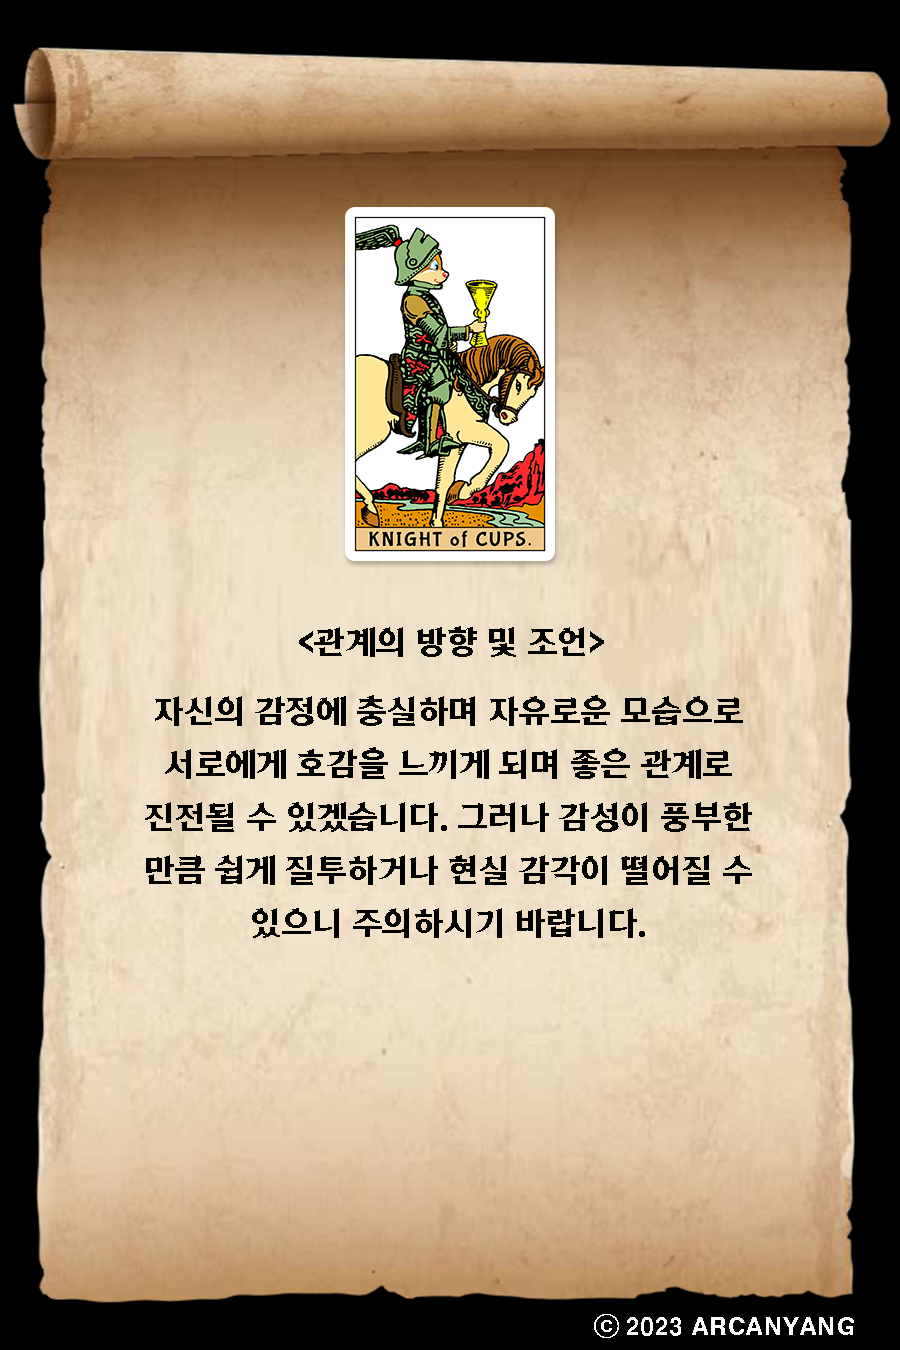 KNIGHT of CUPS.
<관계의 방향 및 조언>
자신의 감정에 충실하며 자유로운 모습으로
서로에게 호감을 느끼게 되며 좋은 관계로
진전될 수 있겠습니다. 그러나 감성이 풍부한
만큼 쉽게 질투하거나 현실 감각이 떨어질 수
있으니 주의하시기 바랍니다.
ⓒ 2023 ARCANYANG